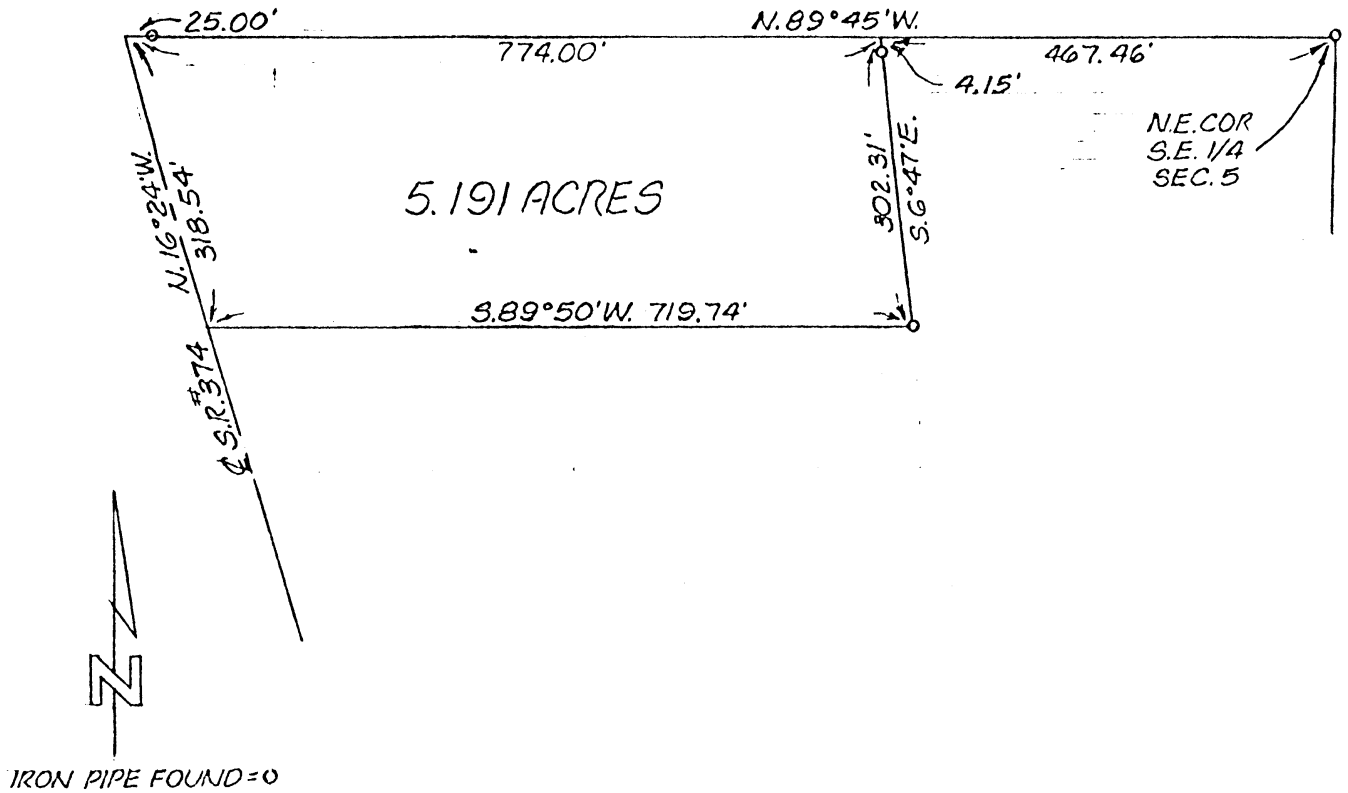 25.00'
N.89°45'W.
774.00'
467.46'
4.15'
N.E.COR
S.E. 1/4
SEC.5
N.16°24'W.
318.54'
5.191 ACRES
302.31'
S.6°47'E.
S.89°50'W. 719.74'
℄ S.R.#374
N
IRON PIPE FOUND=O